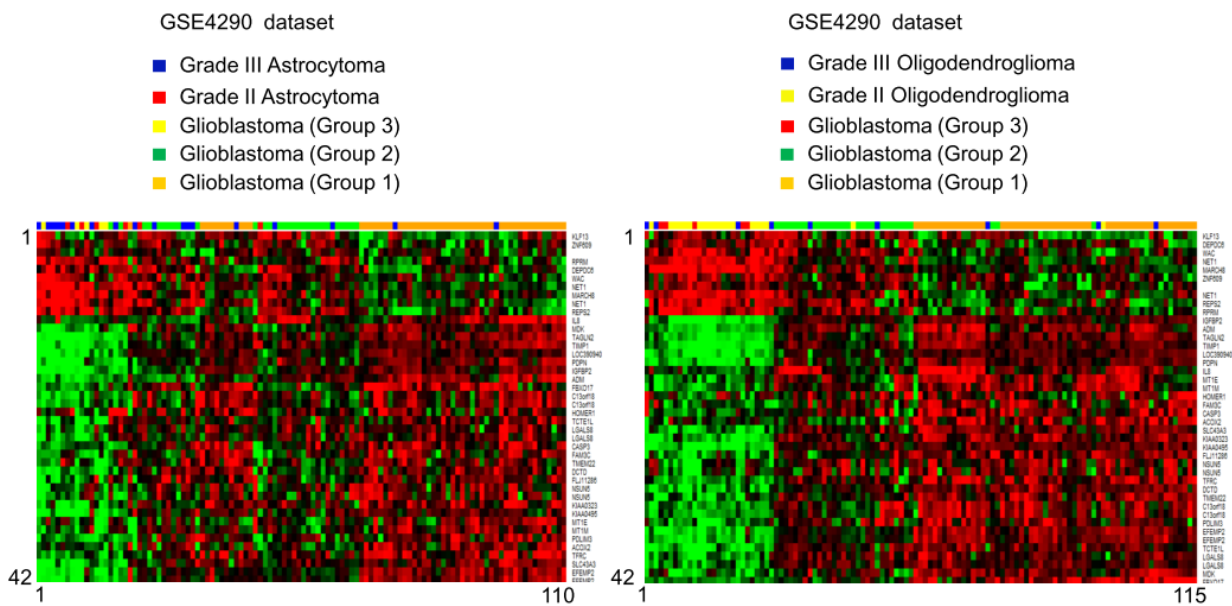 GSE4290 dataset
Grade III Astrocytoma
Grade II Astrocytoma
Glioblastoma (Group 3)
Glioblastoma (Group 2)
Glioblastoma (Group 1)
1
KLF13
ZNF609
RPRM
DEPDC6
WAC
NET1
MARCH8
NET1
REPS2
IL8
MDK
TAGLN2
TIMP1
LOC390940
PDPN
IGFBP2
ADM
FBXO17
C13orf18
C13orf18
HOMER1
TCTE1L
LGALS8
LGALS8
CASP3
FAM3C
TMEM22
DCTD
FLJ11286
NSUN5
NSUN5
KIAA0323
KIAA0495
MT1E
MT1M
PDLIM3
ACOX2
TFRC
SLC43A3
EFEMP2
EFEMP2
42
1
110
GSE4290 dataset
Grade III Oligodendroglioma
Grade II Oligodendroglioma
Glioblastoma (Group 3)
Glioblastoma (Group 2)
Glioblastoma (Group 1)
1
KLF13
DEPDC6
WAC
NET1
MARCH8
ZNF609
NET1
REPS2
RPRM
IGFBP2
ADM
TAGLN2
TIMP1
LOC390940
PDPN
IL8
MT1E
MT1M
HOMER1
FAM3C
CASP3
ACOX2
SLC43A3
KIAA0323
KIAA0495
FLJ11286
NSUN5
NSUN5
TFRC
DCTD
TMEM22
C13orf18
C13orf18
PDLIM3
EFEMP2
EFEMP2
TCTE1L
LGALS8
LGALS8
MDK
FBXO17
42
1
115